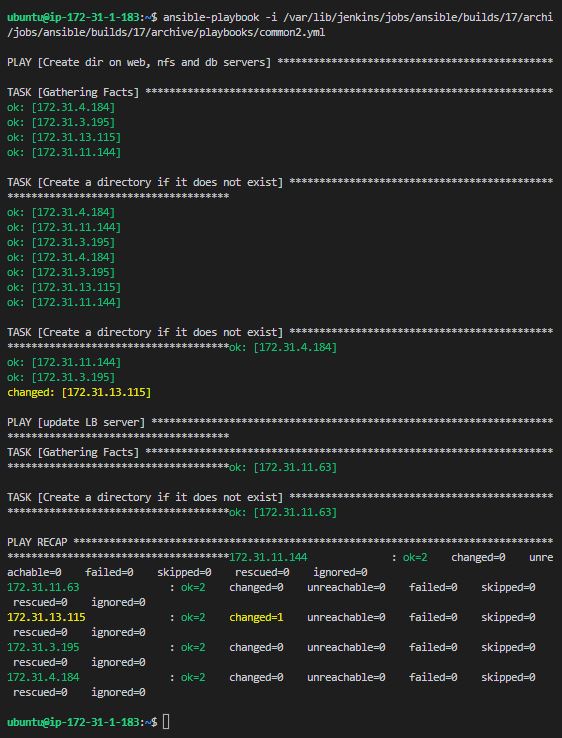 ubuntu@ip-172-31-1-183:~$ ansible-playbook -i /var/lib/jenkins/jobs/ansible/builds/17/archi
/jobs/ansible/builds/17/archive/playbooks/common2.yml
PLAY [Create dir on web, nfs and db servers] **********************************************
TASK [Gathering Facts] ********************************************************************
ok: [172.31.4.184]
ok: [172.31.3.195]
ok: [172.31.13.115]
ok: [172.31.11.144]
TASK [Create a directory if it does not exist] ********************************************
*************************************
ok: [172.31.4.184]
ok: [172.31.11.144]
ok: [172.31.3.195]
ok: [172.31.4.184]
ok: [172.31.3.195]
ok: [172.31.13.115]
ok: [172.31.11.144]
TASK [Create a directory if it does not exist] ********************************************
*************************************ok: [172.31.4.184]
ok: [172.31.11.144]
ok: [172.31.3.195]
changed: [172.31.13.115]
PLAY [update LB server] *******************************************************************
*************************************
TASK [Gathering Facts] ********************************************************************
*************************************ok: [172.31.11.63]
TASK [Create a directory if it does not exist] ********************************************
*************************************ok: [172.31.11.63]
PLAY RECAP ********************************************************************************
*************************************172.31.11.144              : ok=2    changed=0    unre
achable=0    failed=0    skipped=0    rescued=0    ignored=0
172.31.11.63               : ok=2    changed=0    unreachable=0    failed=0    skipped=0
 rescued=0    ignored=0
172.31.13.115              : ok=2    changed=1    unreachable=0    failed=0    skipped=0
 rescued=0    ignored=0
172.31.3.195               : ok=2    changed=0    unreachable=0    failed=0    skipped=0
 rescued=0    ignored=0
172.31.4.184               : ok=2    changed=0    unreachable=0    failed=0    skipped=0
 rescued=0    ignored=0
ubuntu@ip-172-31-1-183:~$